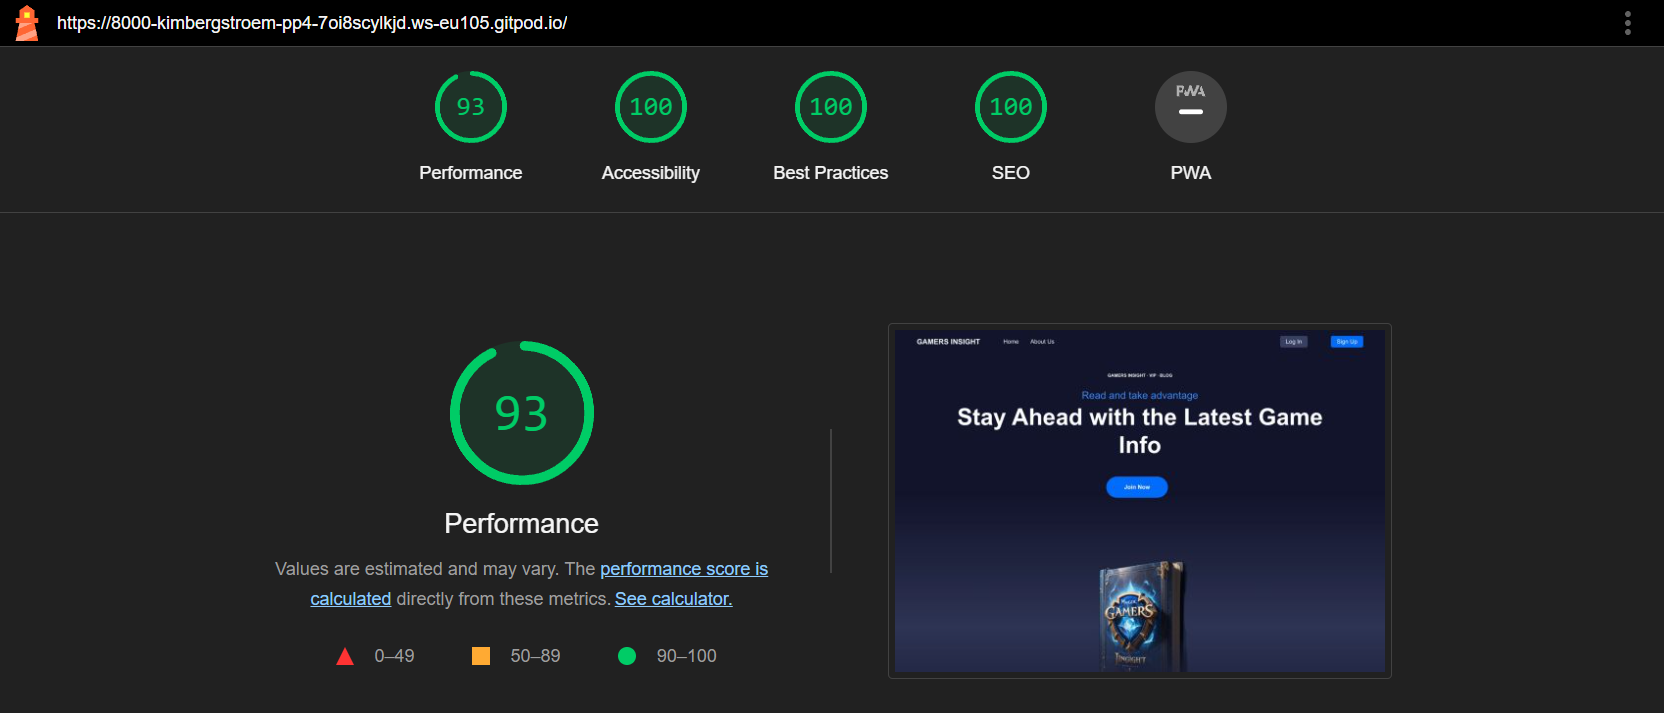 https://8000-kimbergstroem-pp4-7oi8scylkjd.ws-eu105.gitpod.io/
93
100
100
100
PWA
Performance
Accessibility
Best Practices
SEO
PWA
93
Performance
Values are estimated and may vary. The performance score is
calculated directly from these metrics. See calculator.
0–49
50–89
90–100
GAMERS INSIGHT
Home
About Us
Log In
Sign Up
GAMERS INSIGHT - VIP - BLOG
Read and take advantage
Stay Ahead with the Latest Game
Info
Join Now
GAMERS
INSIGHT